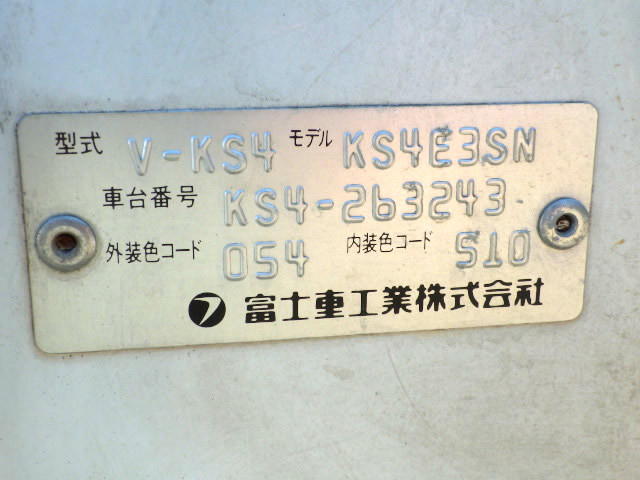 型式 V-KS4 モデル KS4E3SN
車台番号 KS4-263243
外装色コード 054 内装色コード 510
富士重工業株式会社